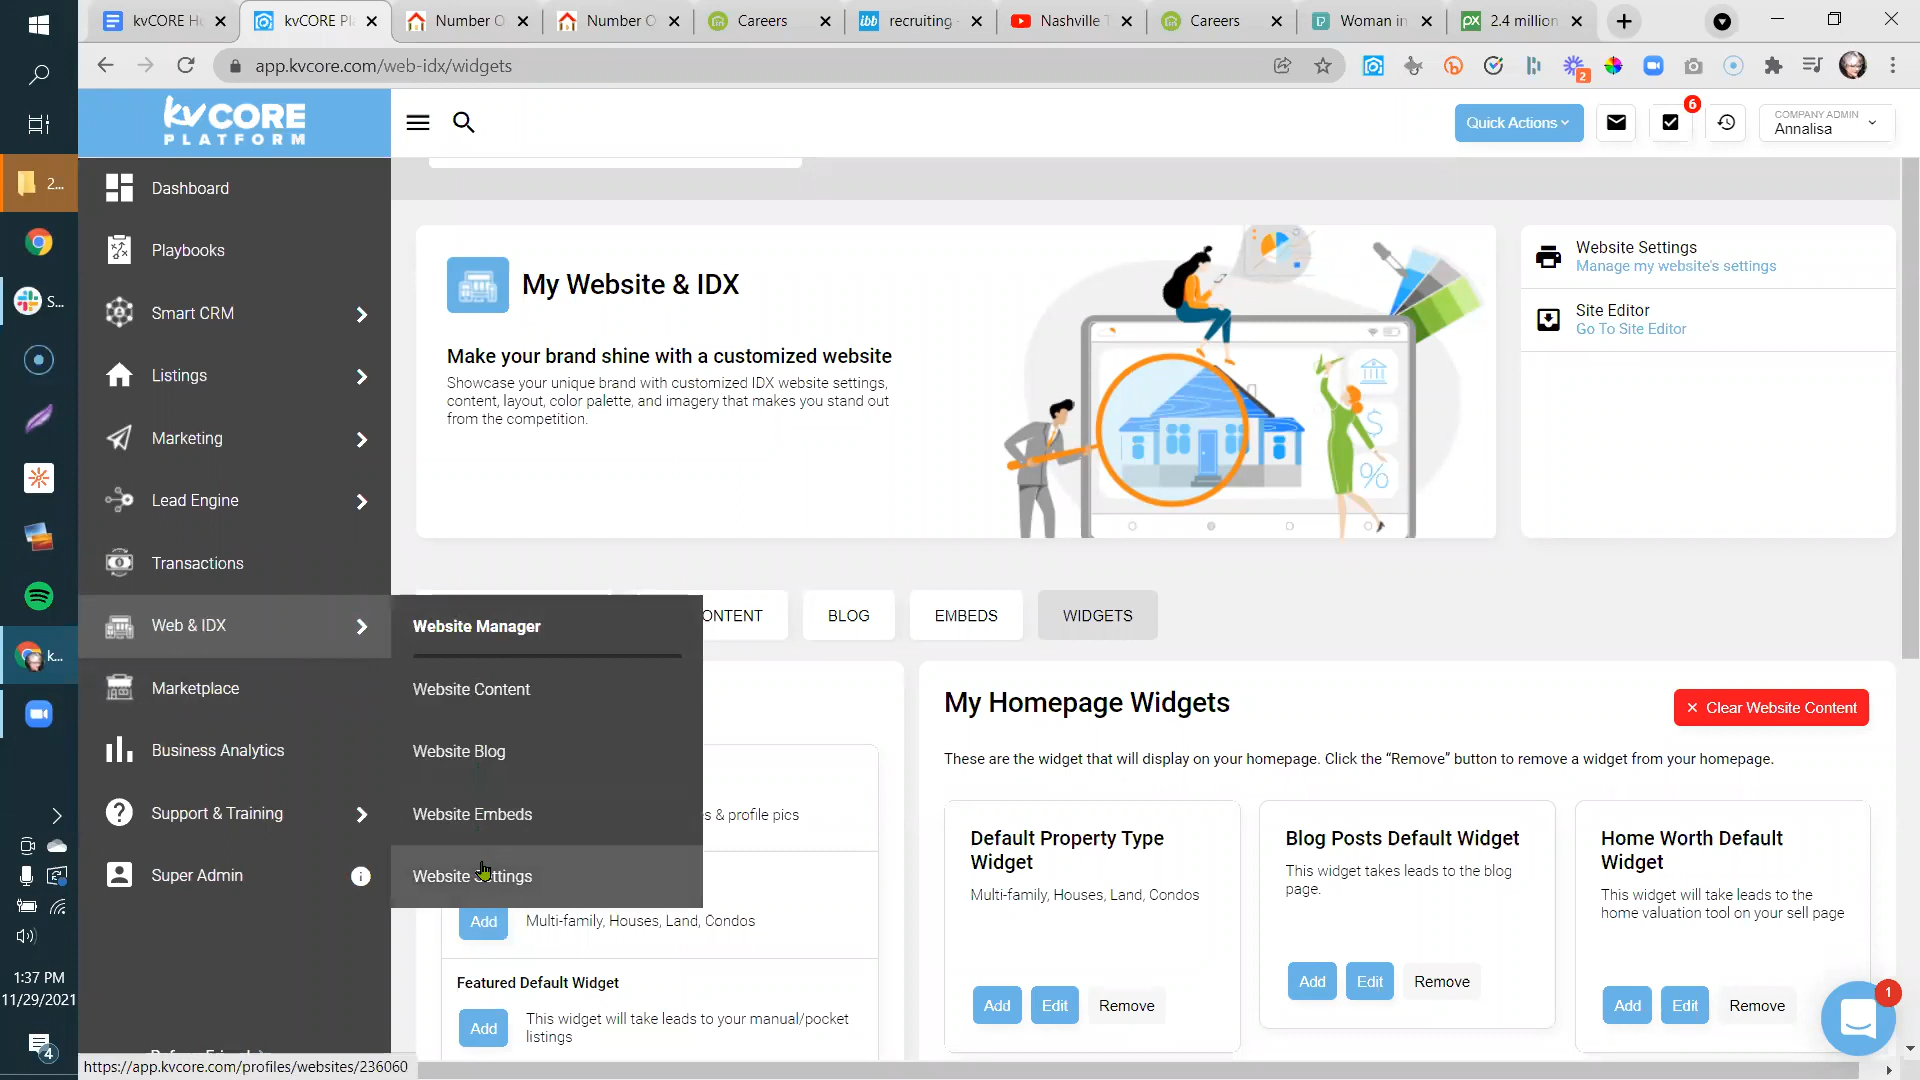 kvCORE H
kvCORE Pl
Number O
Number O
Careers
recruiting
Nashville T
Careers
Woman in
2.4 million
app.kvcore.com/web-idx/widgets
2
kvCORE
PLATFORM
Quick Actions
6
COMPANY ADMIN
Annalisa
2...
S...
k...
1:37 PM
11/29/2021
4
Dashboard
Playbooks
Smart CRM
Listings
Marketing
Lead Engine
Transactions
Web & IDX
Marketplace
Business Analytics
Support & Training
Super Admin
Website Manager
Website Content
Website Blog
Website Embeds
Website Settings
My Website & IDX
Make your brand shine with a customized website
Showcase your unique brand with customized IDX website settings,
content, layout, color palette, and imagery that makes you stand out
from the competition.
Website Settings
Manage my website's settings
Site Editor
Go To Site Editor
ONTENT
BLOG
EMBEDS
WIDGETS
s & profile pics
Add
Multi-family, Houses, Land, Condos
Featured Default Widget
Add
This widget will take leads to your manual/pocket
listings
My Homepage Widgets
Clear Website Content
These are the widget that will display on your homepage. Click the “Remove” button to remove a widget from your homepage.
Default Property Type
Widget
Multi-family, Houses, Land, Condos
Add
Edit
Remove
Blog Posts Default Widget
This widget takes leads to the blog
page.
Add
Edit
Remove
Home Worth Default
Widget
This widget will take leads to the
home valuation tool on your sell page
Add
Edit
Remove
1
https://app.kvcore.com/profiles/websites/236060